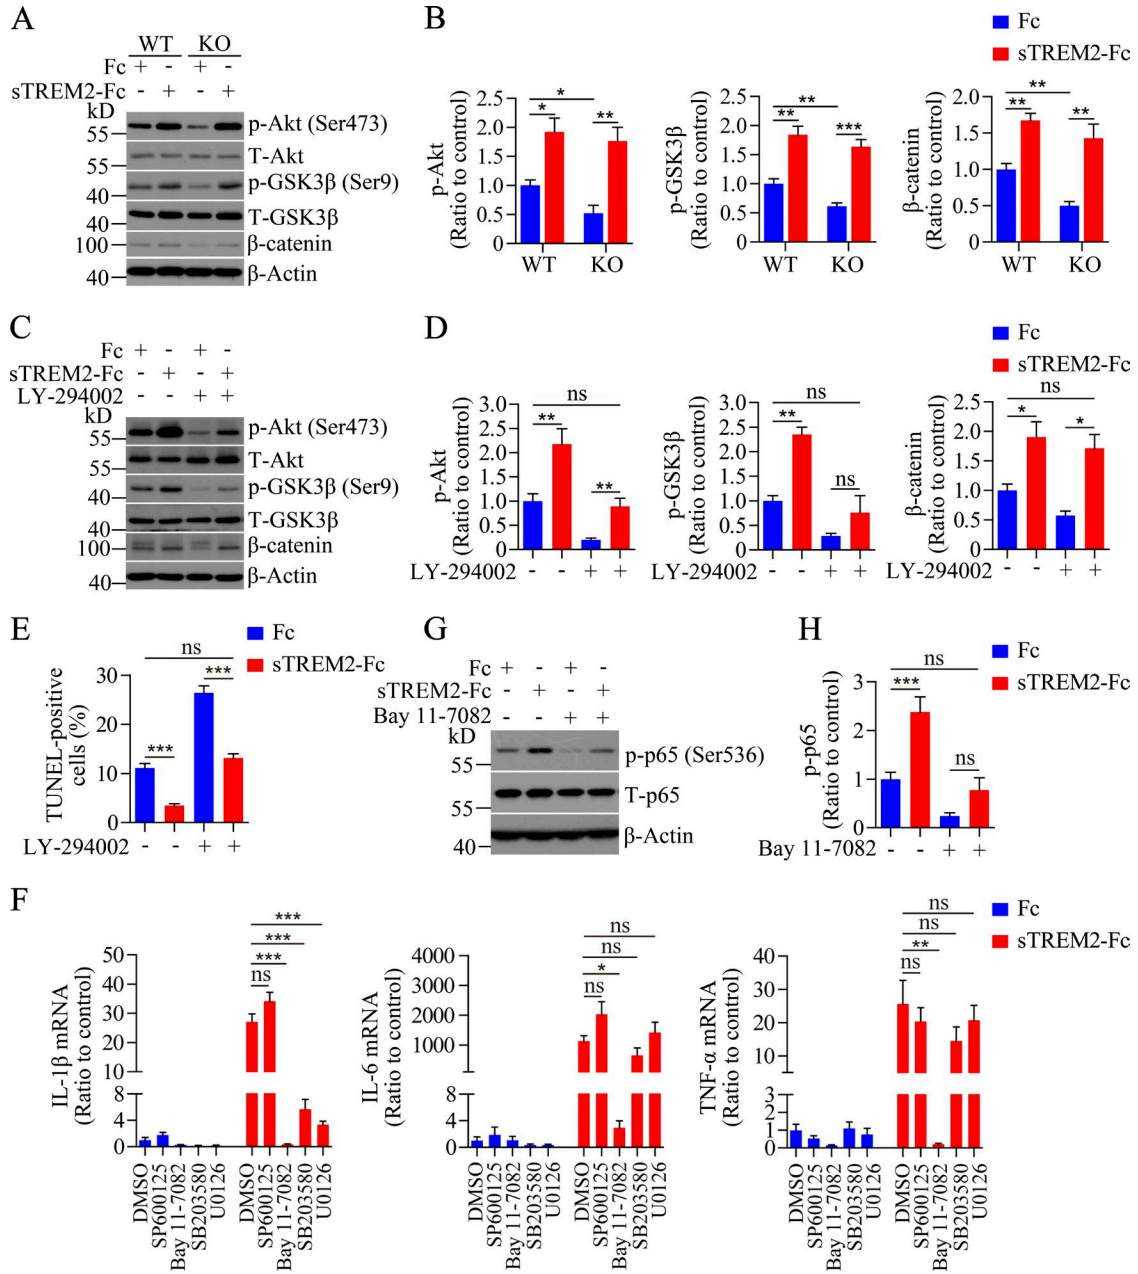 A
WT KO
Fc + - + -
sTREM2-Fc - + - +
kD
55 p-Akt (Ser473)
55 T-Akt
40 p-GSK3β (Ser9)
40 T-GSK3β
100 β-catenin
40 β-Actin
B
Fc
sTREM2-Fc
p-Akt
(Ratio to control)
2.5
2.0
1.5
1.0
0.5
0
* * **
WT KO
p-GSK3β
(Ratio to control)
2.5
2.0
1.5
1.0
0.5
0
** ** ***
WT KO
β-catenin
(Ratio to control)
2.0
1.5
1.0
0.5
0
** ** **
WT KO
C
Fc + - + -
sTREM2-Fc - + - +
LY-294002 - - + +
kD
55 p-Akt (Ser473)
55 T-Akt
40 p-GSK3β (Ser9)
40 T-GSK3β
100 β-catenin
40 β-Actin
D
Fc
sTREM2-Fc
p-Akt
(Ratio to control)
3.0
2.5
2.0
1.5
1.0
0.5
0
ns
** **
LY-294002 - - + +
p-GSK3β
(Ratio to control)
3.0
2.5
2.0
1.5
1.0
0.5
0
ns
** ns
LY-294002 - - + +
β-catenin
(Ratio to control)
2.5
2.0
1.5
1.0
0.5
0
ns
* *
LY-294002 - - + +
E
Fc
sTREM2-Fc
TUNEL-positive
cells (%)
30
20
10
0
ns
*** ***
LY-294002 - - + +
G
Fc + - + -
sTREM2-Fc - + - +
Bay 11-7082 - - + +
kD
55 p-p65 (Ser536)
55 T-p65
40 β-Actin
H
Fc
sTREM2-Fc
p-p65
(Ratio to control)
3
2
1
0
ns
*** ns
Bay 11-7082 - - + +
F
Fc
sTREM2-Fc
IL-1β mRNA
(Ratio to control)
50
40
30
20
10
8
4
0
***
***
***
ns
DMSO
SP600125
Bay 11-7082
SB203580
U0126
DMSO
SP600125
Bay 11-7082
SB203580
U0126
IL-6 mRNA
(Ratio to control)
4000
3000
2000
1000
8
4
0
ns
ns
*
ns
DMSO
SP600125
Bay 11-7082
SB203580
U0126
DMSO
SP600125
Bay 11-7082
SB203580
U0126
TNF-α mRNA
(Ratio to control)
40
30
20
10
3
2
1
0
ns
ns
**
ns
DMSO
SP600125
Bay 11-7082
SB203580
U0126
DMSO
SP600125
Bay 11-7082
SB203580
U0126